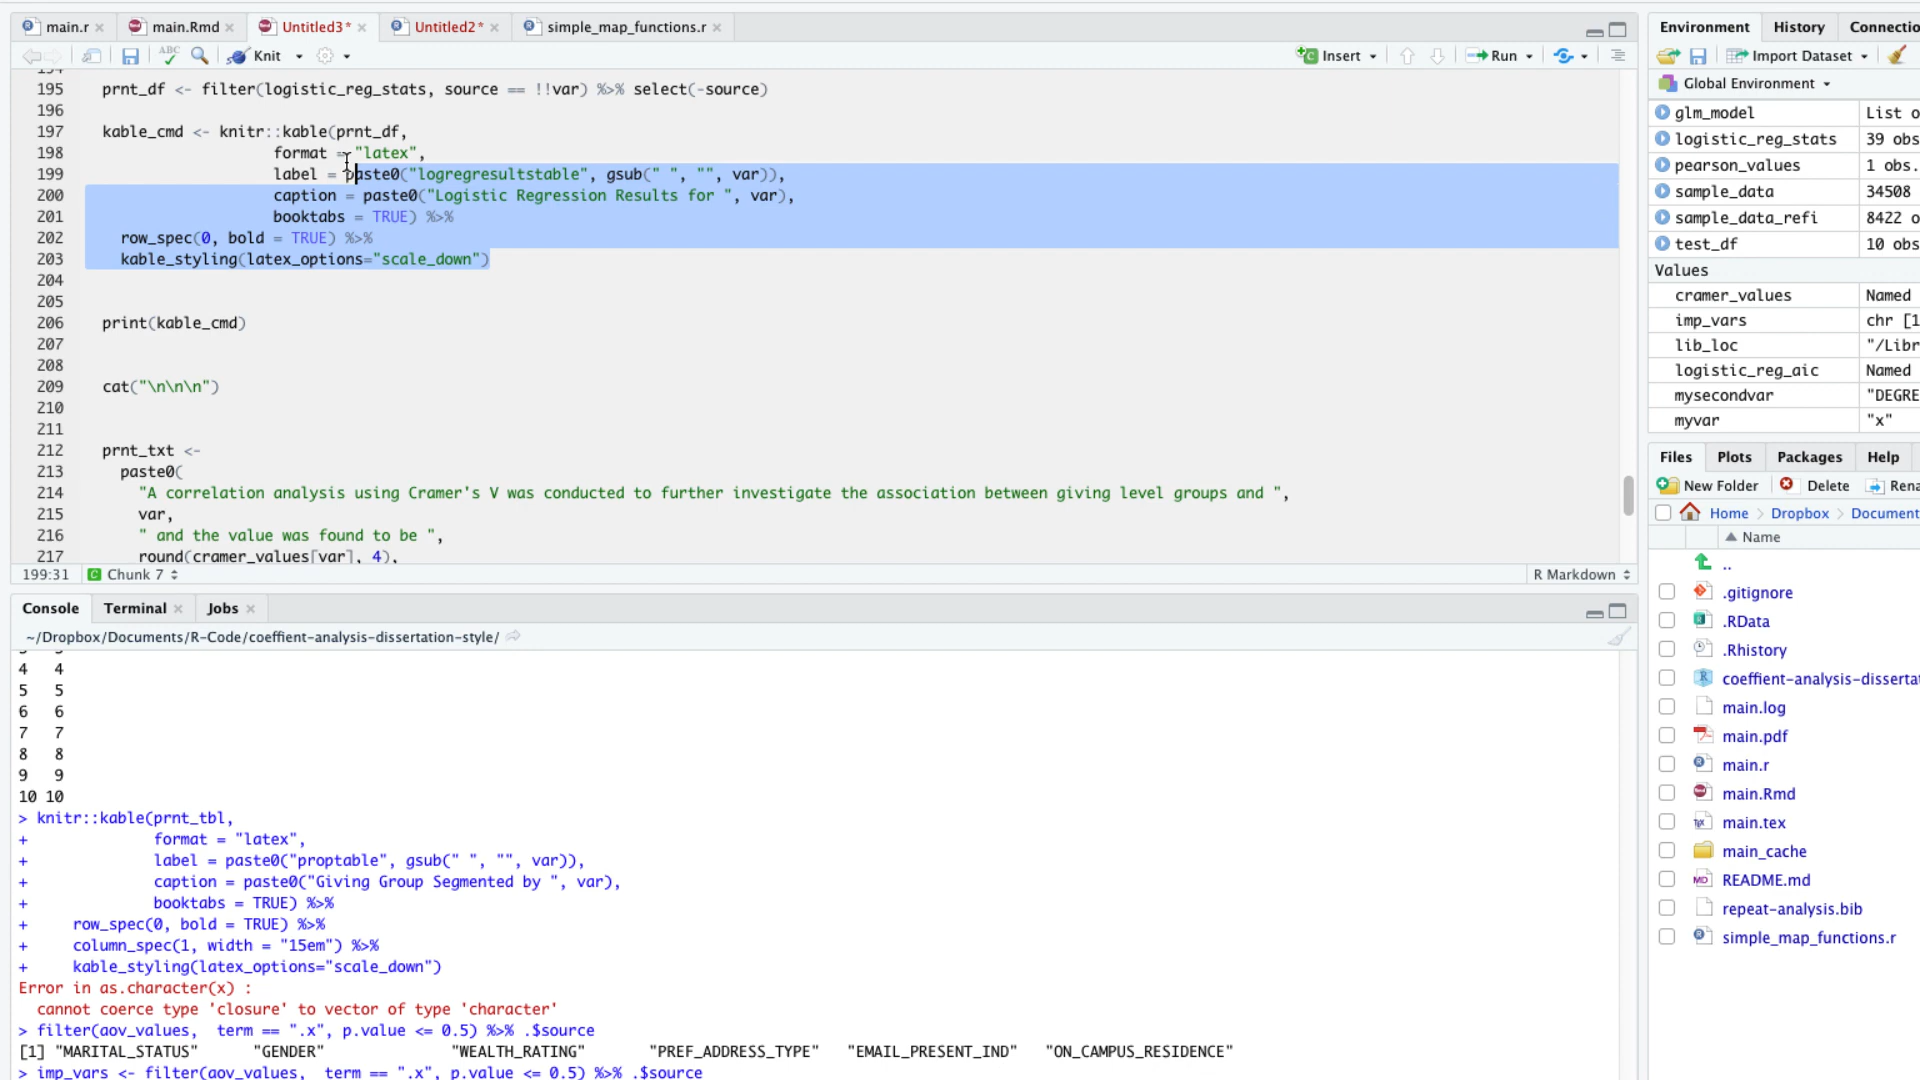 main.r
main.Rmd
Untitled3*
Untitled2*
simple_map_functions.r
ABC
Knit
Insert
Run
195 prnt_df <- filter(logistic_reg_stats, source == !!var) %>% select(-source)
196
197 kable_cmd <- knitr::kable(prnt_df,
198 format = "latex",
199 label = paste0("logregresultstable", gsub(" ", "", var)),
200 caption = paste0("Logistic Regression Results for ", var),
201 booktabs = TRUE) %>%
202 row_spec(0, bold = TRUE) %>%
203 kable_styling(latex_options="scale_down")
204
205
206 print(kable_cmd)
207
208
209 cat("\n\n\n")
210
211
212 prnt_txt <-
213 paste0(
214 "A correlation analysis using Cramer's V was conducted to further investigate the association between giving level groups and ",
215 var,
216 " and the value was found to be ",
217 round(cramer_values[var], 4),
199:31 Chunk 7 R Markdown
Console Terminal Jobs
~/Dropbox/Documents/R-Code/coeffient-analysis-dissertation-style/
4 4
5 5
6 6
7 7
8 8
9 9
10 10
> knitr::kable(prnt_tbl,
+ format = "latex",
+ label = paste0("proptable", gsub(" ", "", var)),
+ caption = paste0("Giving Group Segmented by ", var),
+ booktabs = TRUE) %>%
+ row_spec(0, bold = TRUE) %>%
+ column_spec(1, width = "15em") %>%
+ kable_styling(latex_options="scale_down")
Error in as.character(x) :
cannot coerce type 'closure' to vector of type 'character'
> filter(aov_values, term == ".x", p.value <= 0.5) %>% .$source
[1] "MARITAL_STATUS" "GENDER" "WEALTH_RATING" "PREF_ADDRESS_TYPE" "EMAIL_PRESENT_IND" "ON_CAMPUS_RESIDENCE"
> imp_vars <- filter(aov_values, term == ".x", p.value <= 0.5) %>% .$source
Environment History Connectio
Import Dataset
Global Environment
glm_model List o
logistic_reg_stats 39 obs
pearson_values 1 obs.
sample_data 34508
sample_data_refi 8422 o
test_df 10 obs
Values
cramer_values Named
imp_vars chr [1
lib_loc "/Libr
logistic_reg_aic Named
mysecondvar "DEGRE
myvar "x"
Files Plots Packages Help
New Folder Delete Rena
Home Dropbox Document
Name
..
.gitignore
.RData
.Rhistory
coeffient-analysis-disserta
main.log
main.pdf
main.r
main.Rmd
main.tex
main_cache
README.md
repeat-analysis.bib
simple_map_functions.r